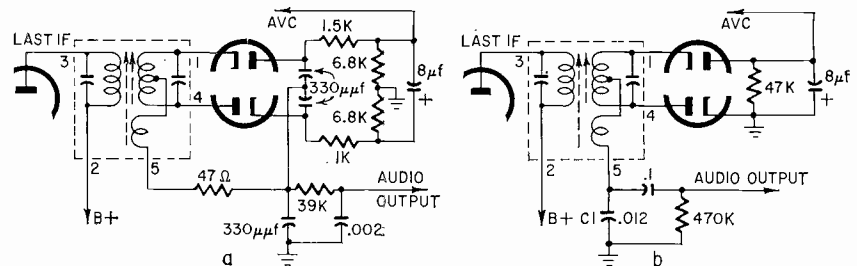 AVC
LAST IF
3
1
4
2
5
B+
1.5K
6.8K
330μμf
6.8K
1K
8μf
+
47Ω
39K
330μμf
.002
AUDIO
OUTPUT
a
AVC
LAST IF
3
1
14
2
5
B+
47K
8μf
+
.1
AUDIO OUTPUT
C1 .012
470K
b